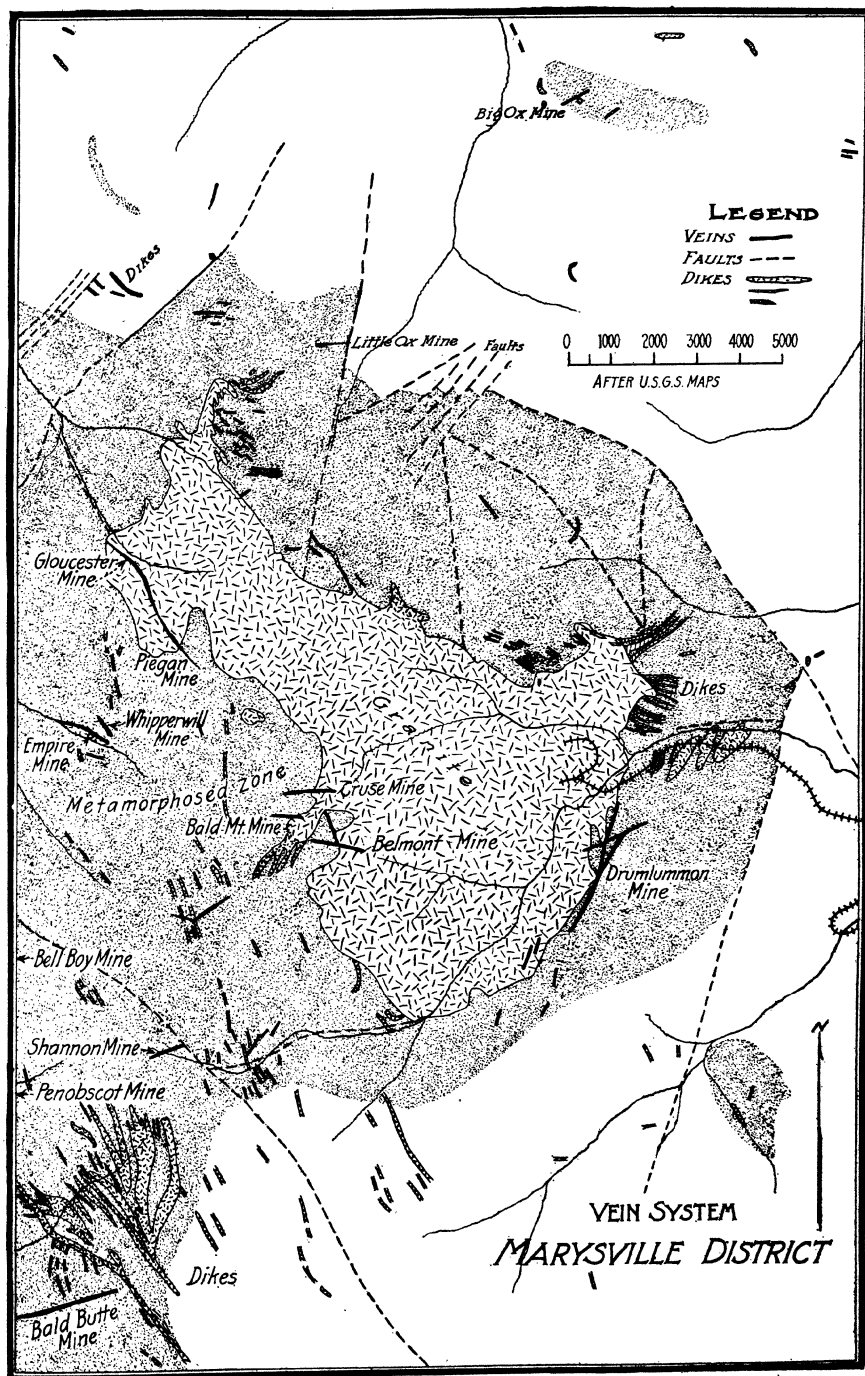 Big Ox Mine
LEGEND
VEINS
FAULTS
DIKES
Dikes
0 1000 2000 3000 4000 5000
AFTER U.S.G.S. MAPS
Little Ox Mine
Faults
Gloucester
Mine
Piegan
Mine
Granite
Dikes
Whipperwill
Mine
Empire
Mine
Metamorphosed Zone
Cruse Mine
Bald Mt Mine
Belmont Mine
Drumlummon
Mine
Bell Boy Mine
Shannon Mine
Penobscot Mine
N
VEIN SYSTEM
MARYSVILLE DISTRICT
Dikes
Bald Butte
Mine